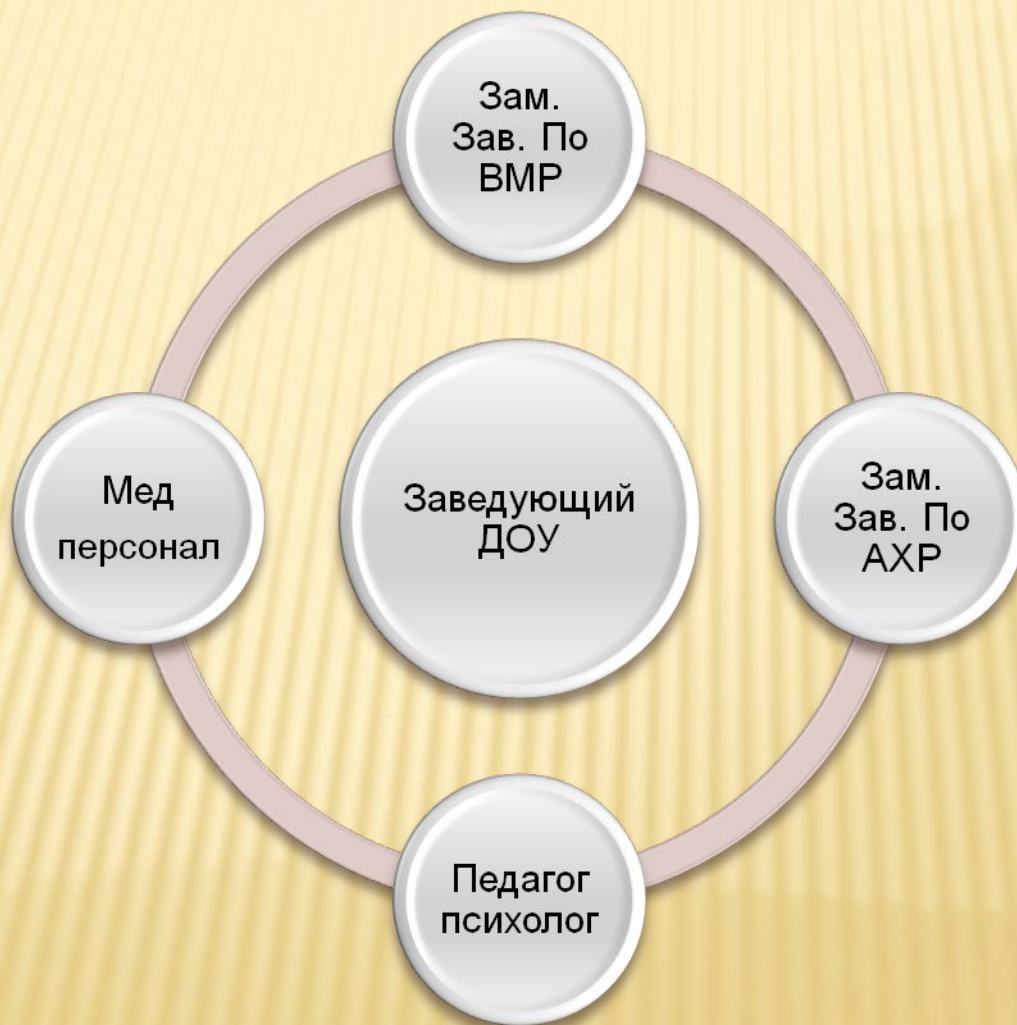 Зам.
Зав. По
ВМР
Мед
персонал
Заведующий
ДОУ
Зам.
Зав. По
АХР
Педагог
психолог